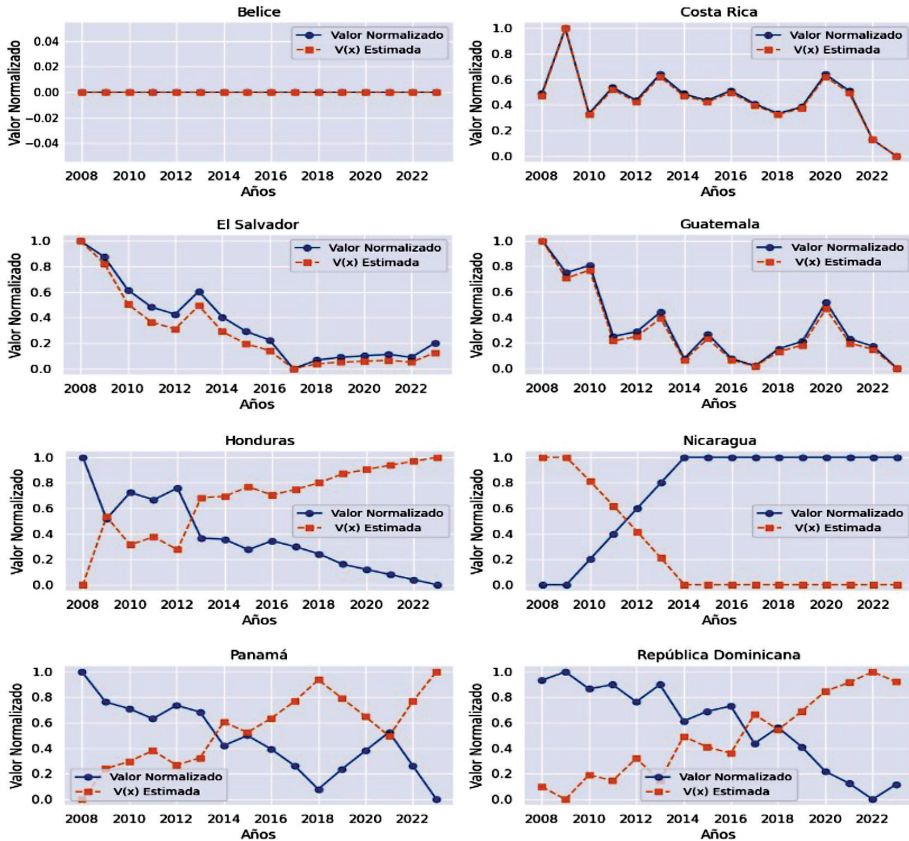 Belice
Valor Normalizado
0.04
0.02
0.00
−0.02
−0.04
Valor Normalizado
V(x) Estimada
2008 2010 2012 2014 2016 2018 2020 2022
Años
Costa Rica
Valor Normalizado
1.0
0.8
0.6
0.4
0.2
0.0
Valor Normalizado
V(x) Estimada
2008 2010 2012 2014 2016 2018 2020 2022
Años
El Salvador
Valor Normalizado
1.0
0.8
0.6
0.4
0.2
0.0
Valor Normalizado
V(x) Estimada
2008 2010 2012 2014 2016 2018 2020 2022
Años
Guatemala
Valor Normalizado
1.0
0.8
0.6
0.4
0.2
0.0
Valor Normalizado
V(x) Estimada
2008 2010 2012 2014 2016 2018 2020 2022
Años
Honduras
Valor Normalizado
1.0
0.8
0.6
0.4
0.2
0.0
Valor Normalizado
V(x) Estimada
2008 2010 2012 2014 2016 2018 2020 2022
Años
Nicaragua
Valor Normalizado
1.0
0.8
0.6
0.4
0.2
0.0
Valor Normalizado
V(x) Estimada
2008 2010 2012 2014 2016 2018 2020 2022
Años
Panamá
Valor Normalizado
1.0
0.8
0.6
0.4
0.2
0.0
Valor Normalizado
V(x) Estimada
2008 2010 2012 2014 2016 2018 2020 2022
Años
República Dominicana
Valor Normalizado
1.0
0.8
0.6
0.4
0.2
0.0
Valor Normalizado
V(x) Estimada
2008 2010 2012 2014 2016 2018 2020 2022
Años